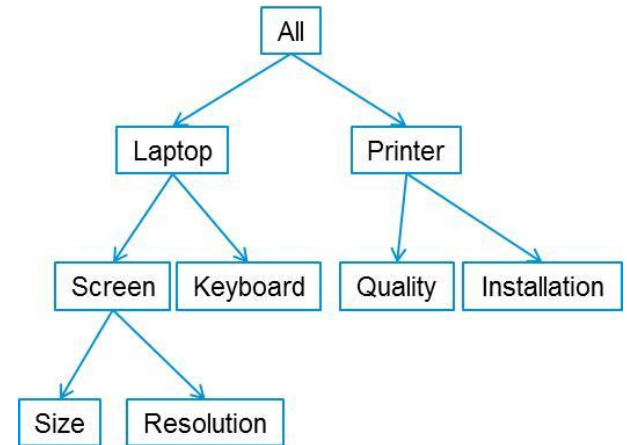 All
Laptop Printer
Screen Keyboard Quality Installation
Size Resolution